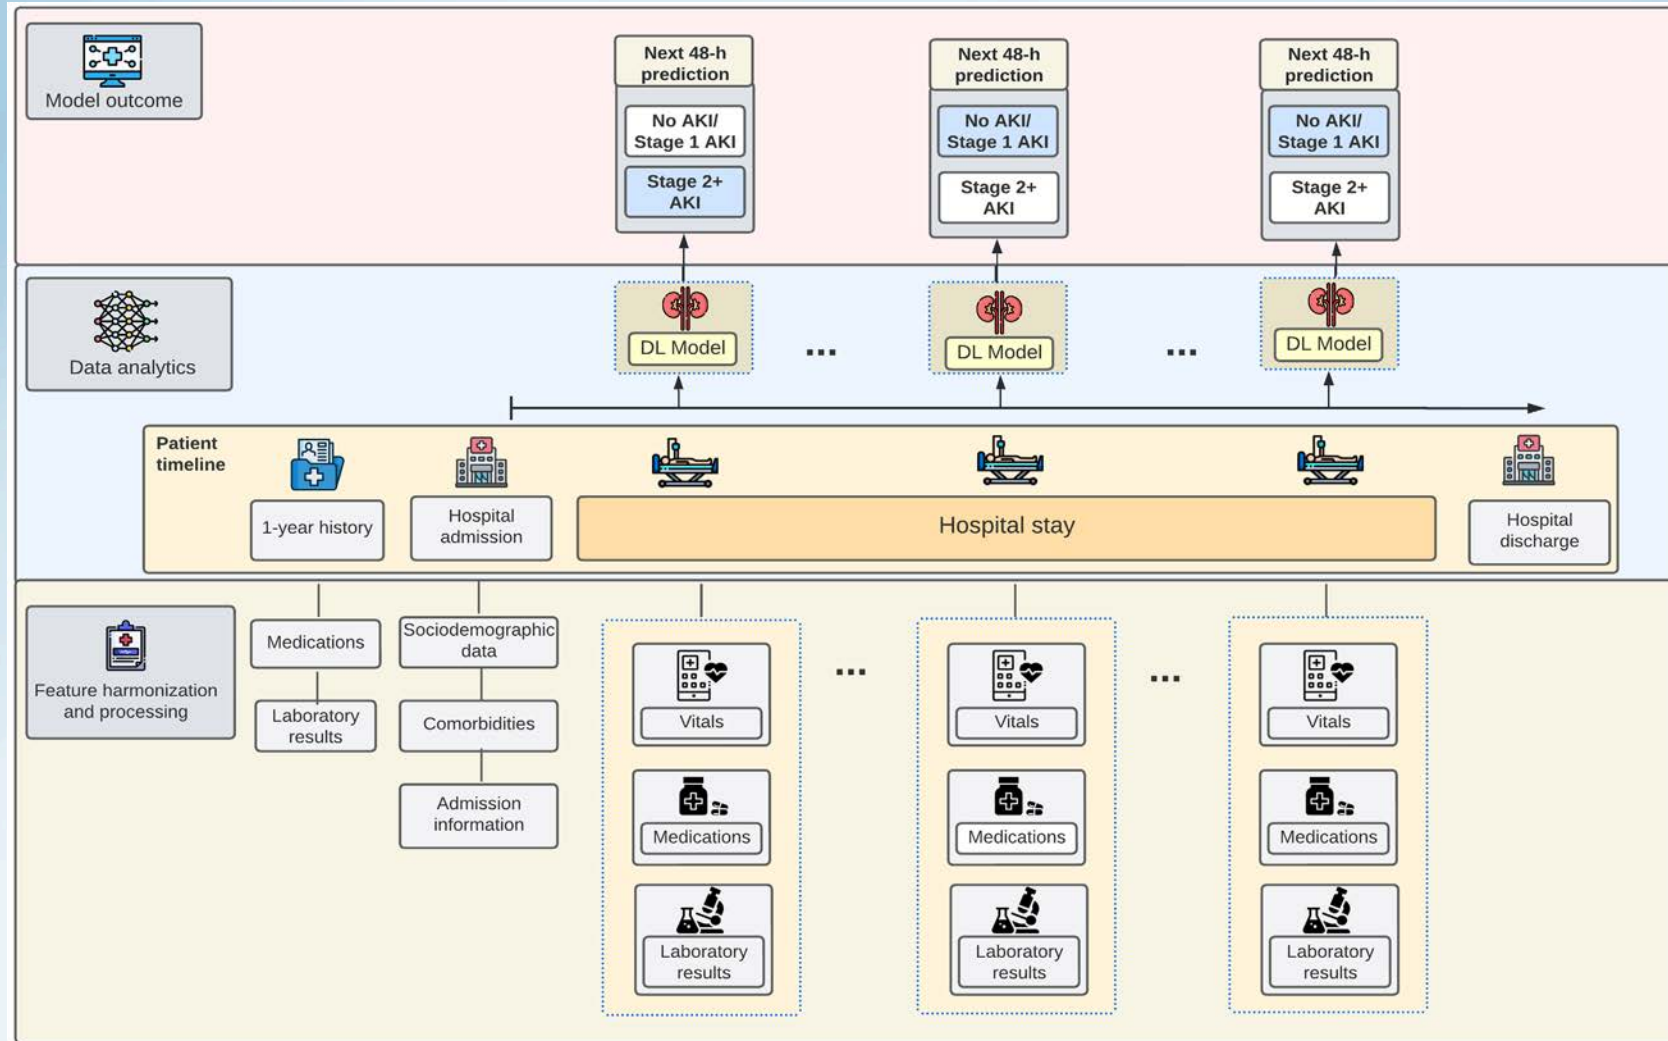 Model outcome
Next 48-h
prediction
No AKI/
Stage 1 AKI
Stage 2+
AKI
Next 48-h
prediction
No AKI/
Stage 1 AKI
Stage 2+
AKI
Next 48-h
prediction
No AKI/
Stage 1 AKI
Stage 2+
AKI
Data analytics
DL Model
...
DL Model
...
DL Model
Patient
timeline
1-year history
Hospital
admission
Hospital stay
Hospital
discharge
Feature harmonization
and processing
Medications
Laboratory
results
Sociodemographic
data
Comorbidities
Admission
information
Vitals
Medications
Laboratory
results
...
Vitals
Medications
Laboratory
results
...
Vitals
Medications
Laboratory
results